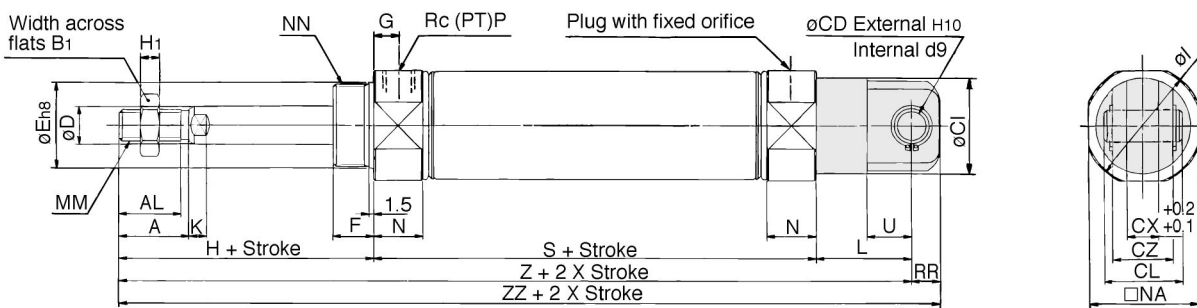 Width across
flats B1
H1
NN
G
Rc (PT)P
Plug with fixed orifice
øCD External H10
Internal d9
øI
øEh8
øD
øCI
MM
AL
A
K
F
1.5
N
N
U
L
H + Stroke
S + Stroke
Z + 2 X Stroke
RR
ZZ + 2 X Stroke
+0.2
CX +0.1
CZ
CL
□NA